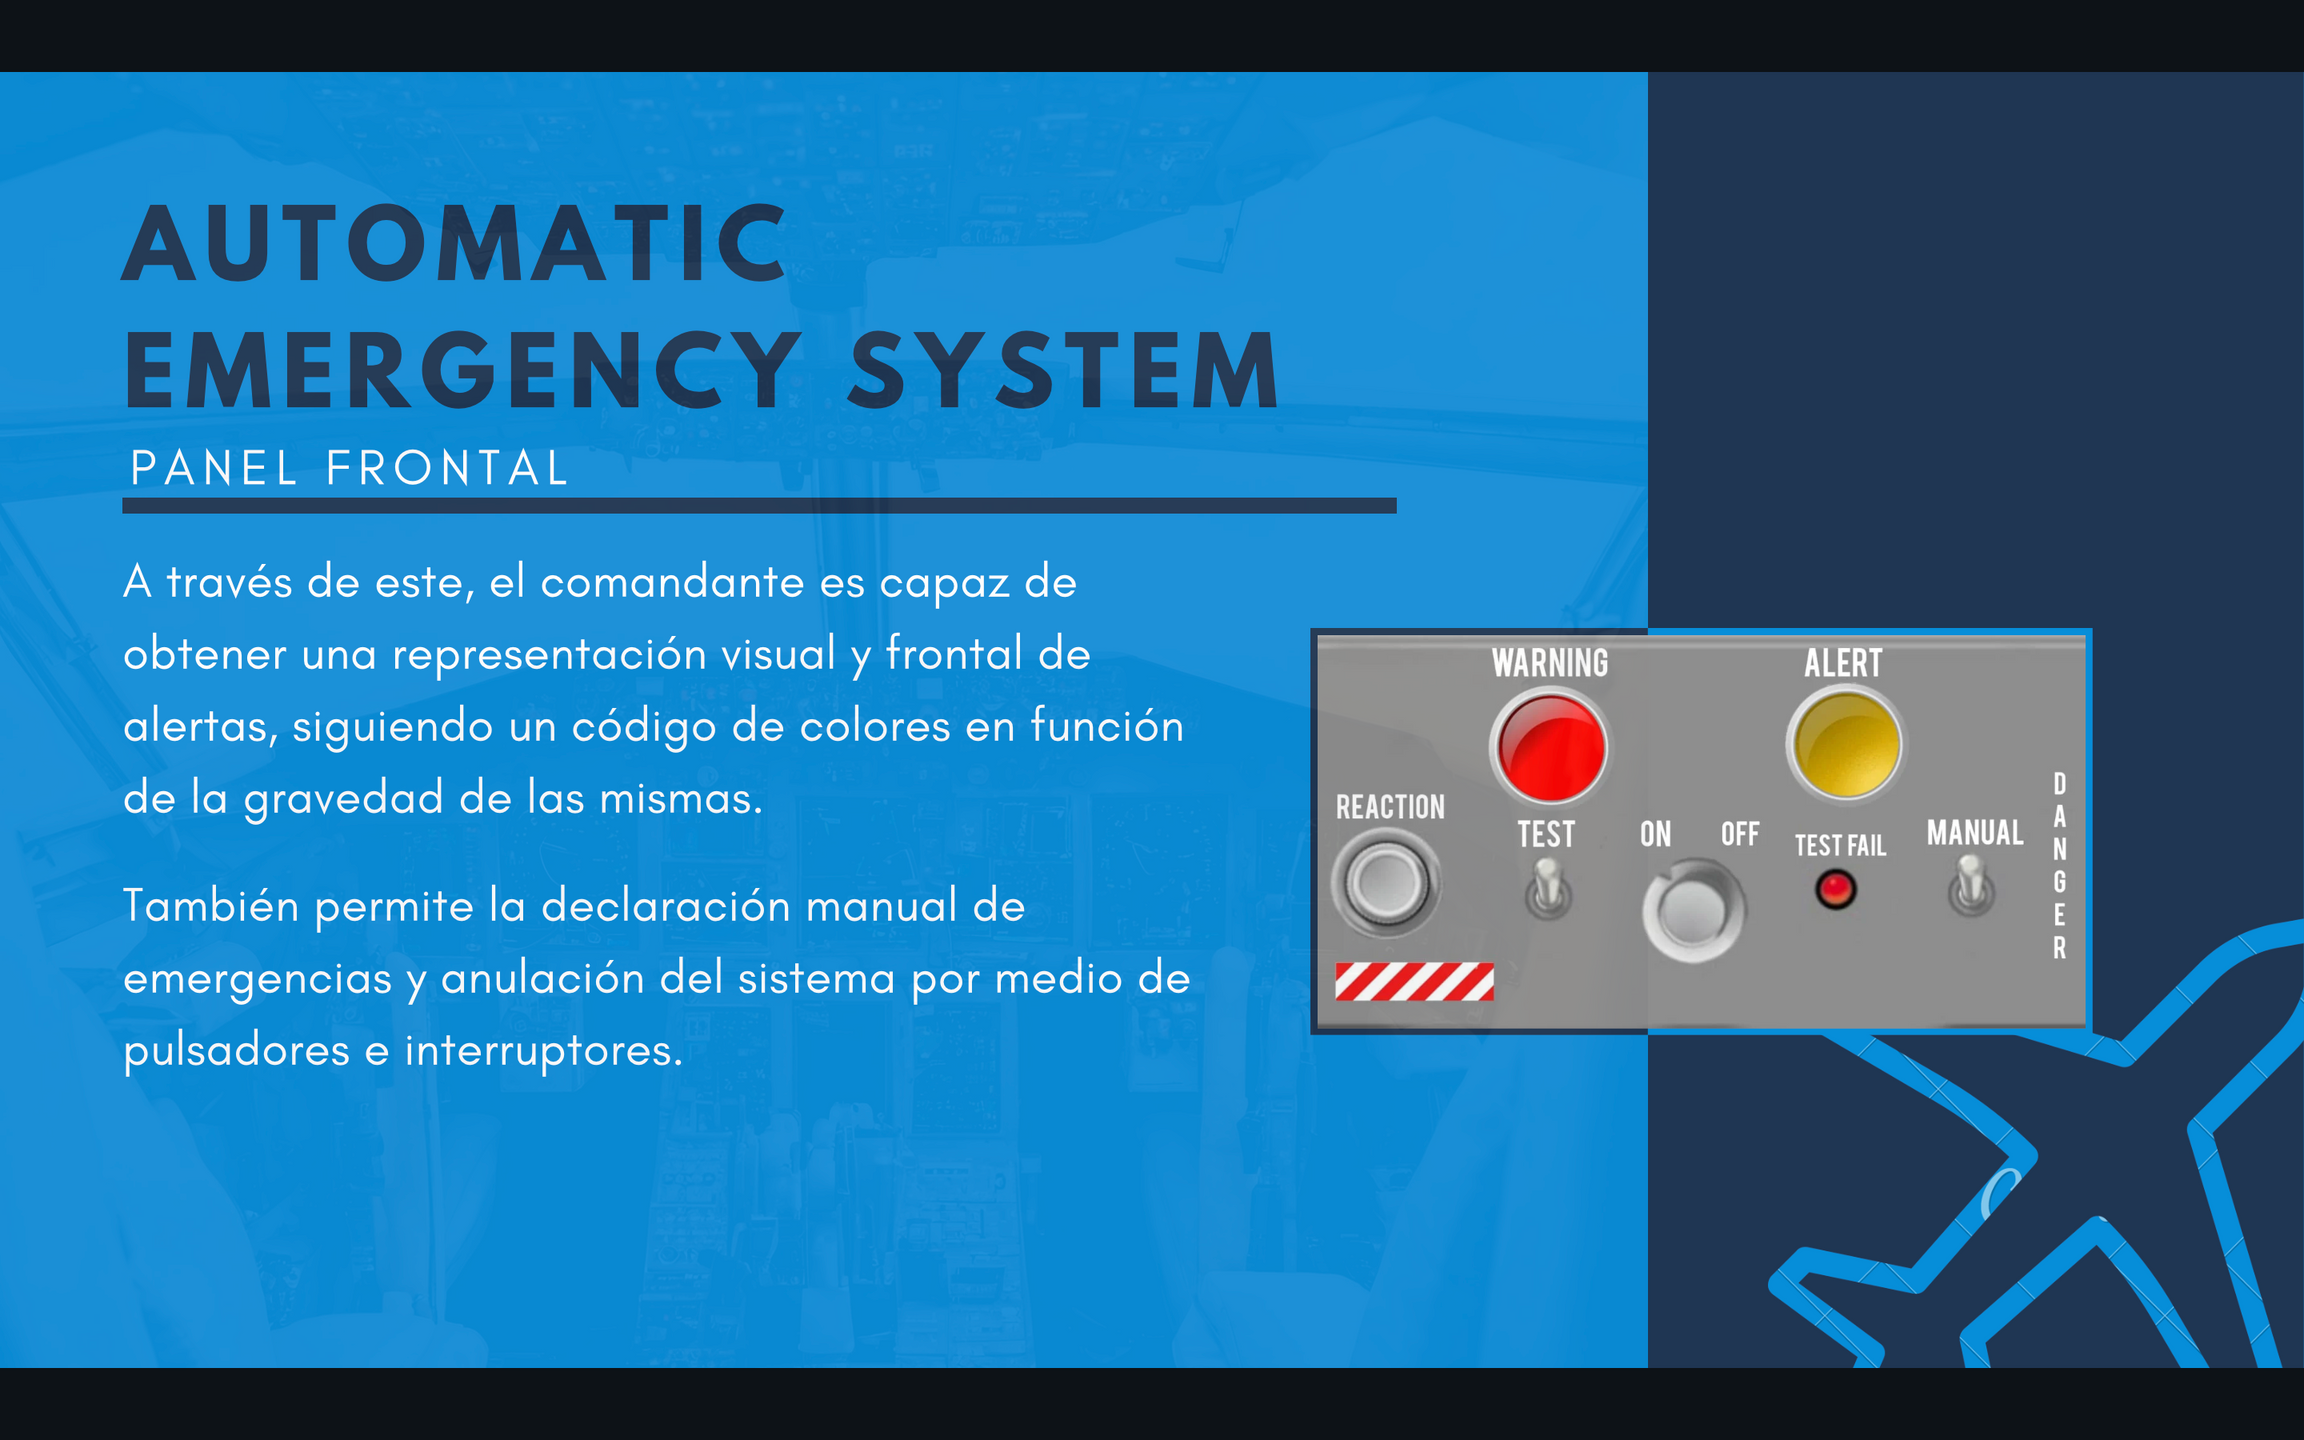 AUTOMATIC
EMERGENCY SYSTEM
PANEL FRONTAL
A través de este, el comandante es capaz de
obtener una representación visual y frontal de
alertas, siguiendo un código de colores en función
de la gravedad de las mismas.
También permite la declaración manual de
emergencias y anulación del sistema por medio de
pulsadores e interruptores.
WARNING
ALERT
REACTION
TEST
ON
OFF
TEST FAIL
MANUAL
DANGER